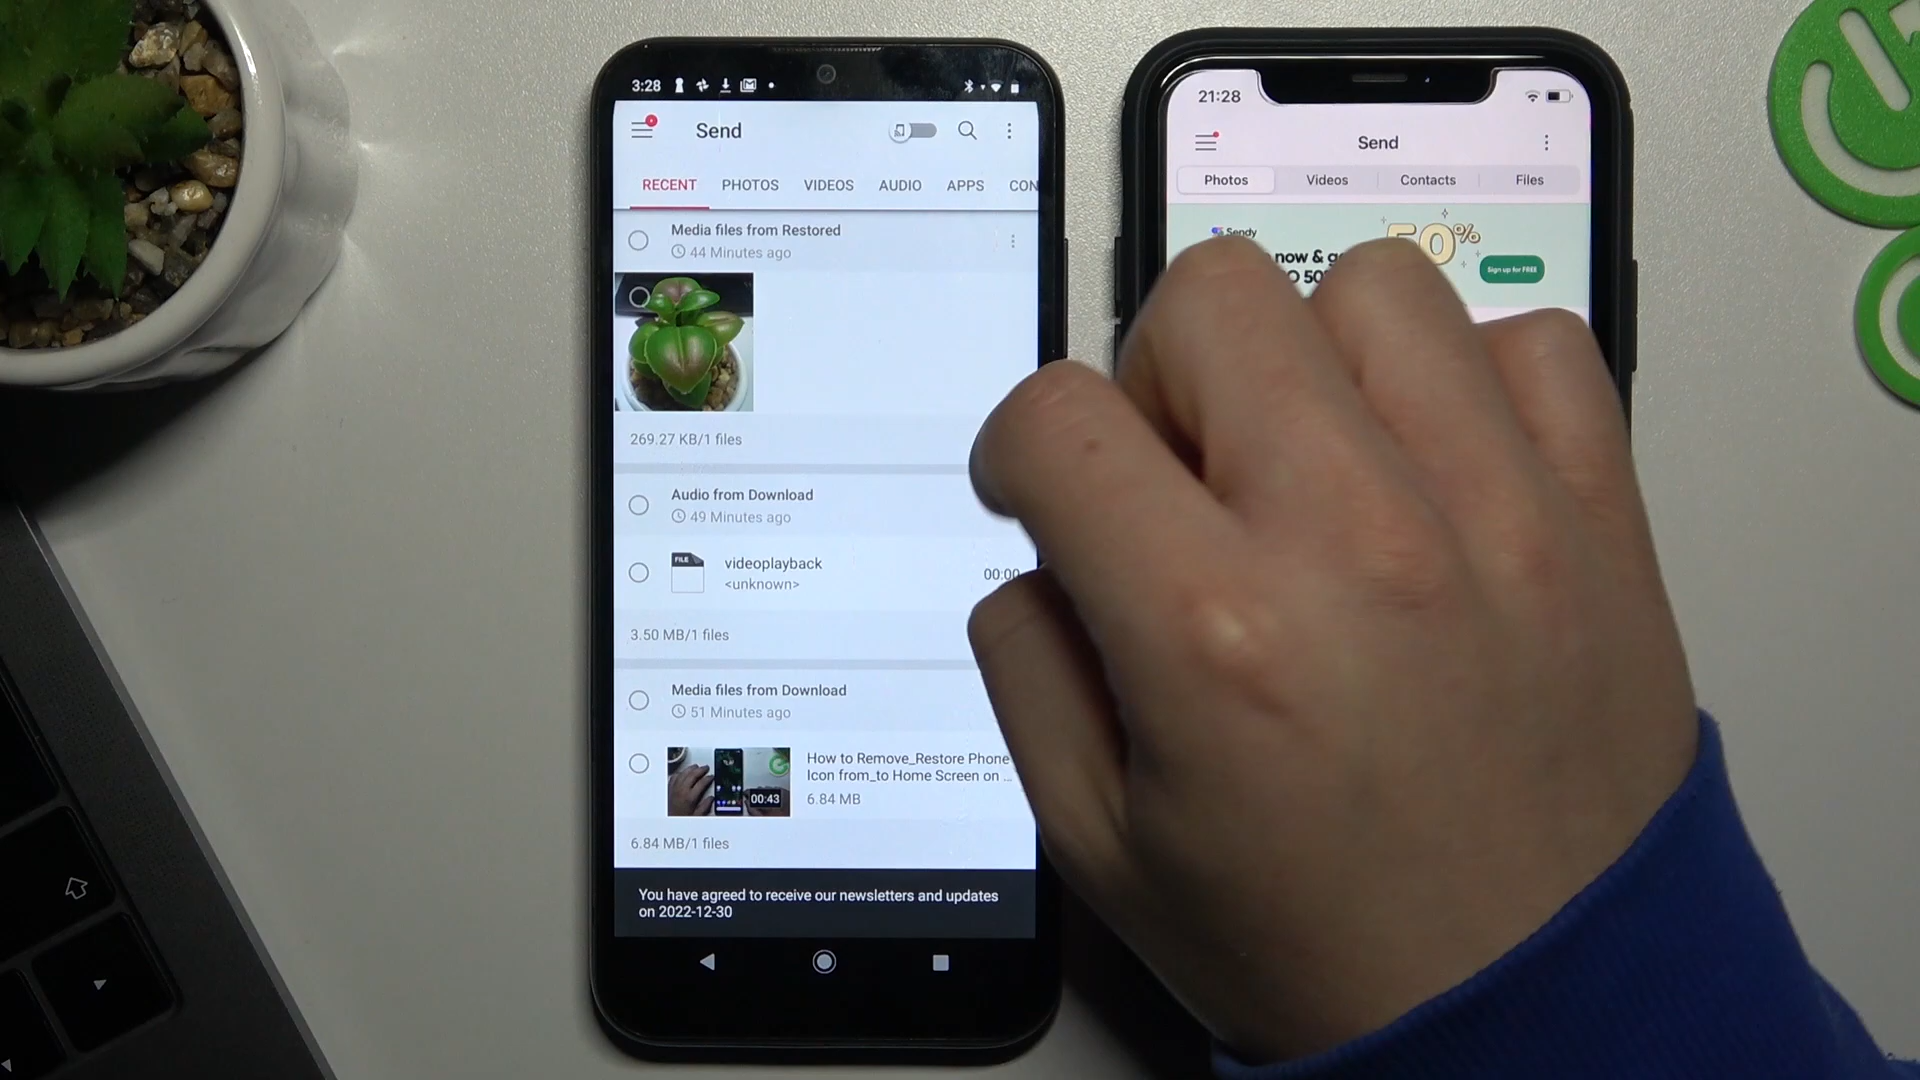 3:28
Send
RECENT PHOTOS VIDEOS AUDIO APPS CON
Media files from Restored
44 Minutes ago
269.27 KB/1 files
Audio from Download
49 Minutes ago
FILE
videoplayback
<unknown>
00:00
3.50 MB/1 files
Media files from Download
51 Minutes ago
00:43
How to Remove_Restore Phone
Icon from_to Home Screen on ...
6.84 MB
6.84 MB/1 files
You have agreed to receive our newsletters and updates
on 2022-12-30
21:28
Send
Photos Videos Contacts Files
Sendy
50%
now &
Sign up for FREE